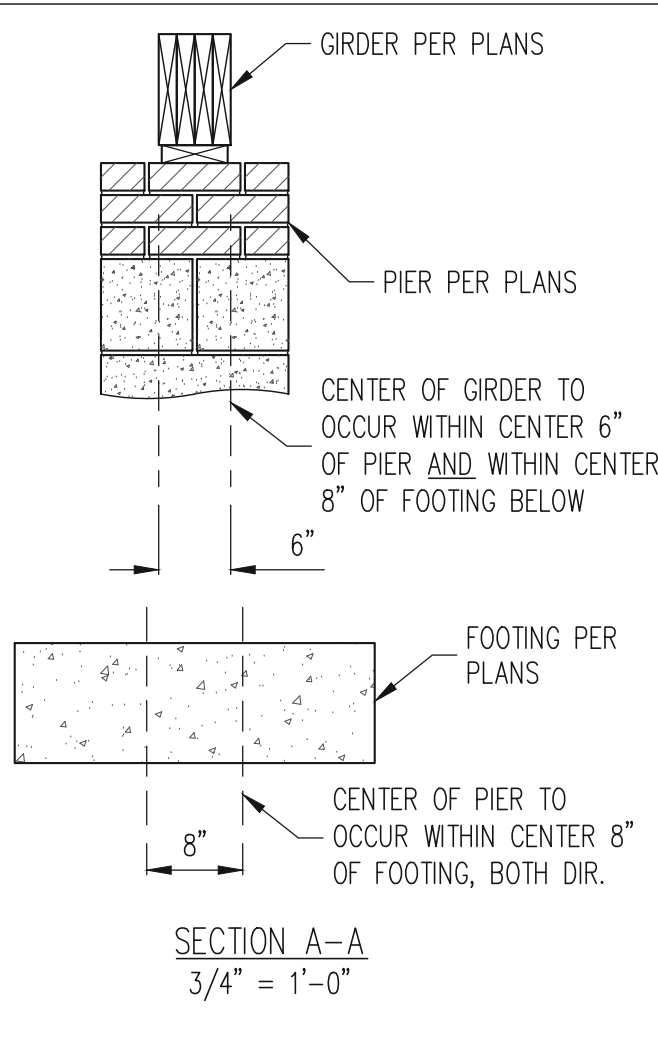 GIRDER PER PLANS
PIER PER PLANS
CENTER OF GIRDER TO
OCCUR WITHIN CENTER 6"
OF PIER AND WITHIN CENTER
8" OF FOOTING BELOW
6"
FOOTING PER
PLANS
CENTER OF PIER TO
OCCUR WITHIN CENTER 8"
OF FOOTING, BOTH DIR.
8"
SECTION A-A
3/4" = 1'-0"